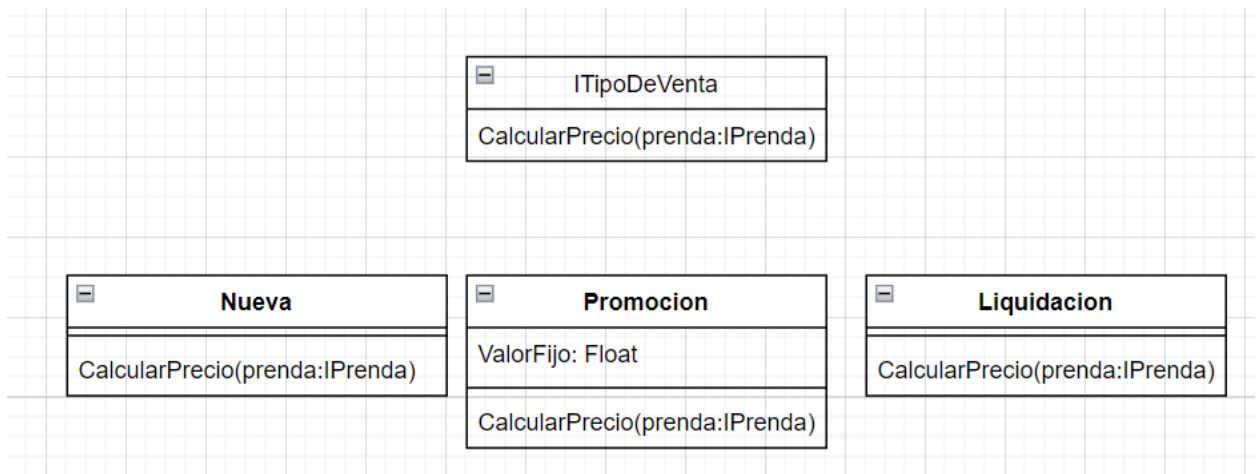 ITipoDeVenta
CalcularPrecio(prenda:IPrenda)
Nueva
CalcularPrecio(prenda:IPrenda)
Promocion
ValorFijo: Float
CalcularPrecio(prenda:IPrenda)
Liquidacion
CalcularPrecio(prenda:IPrenda)